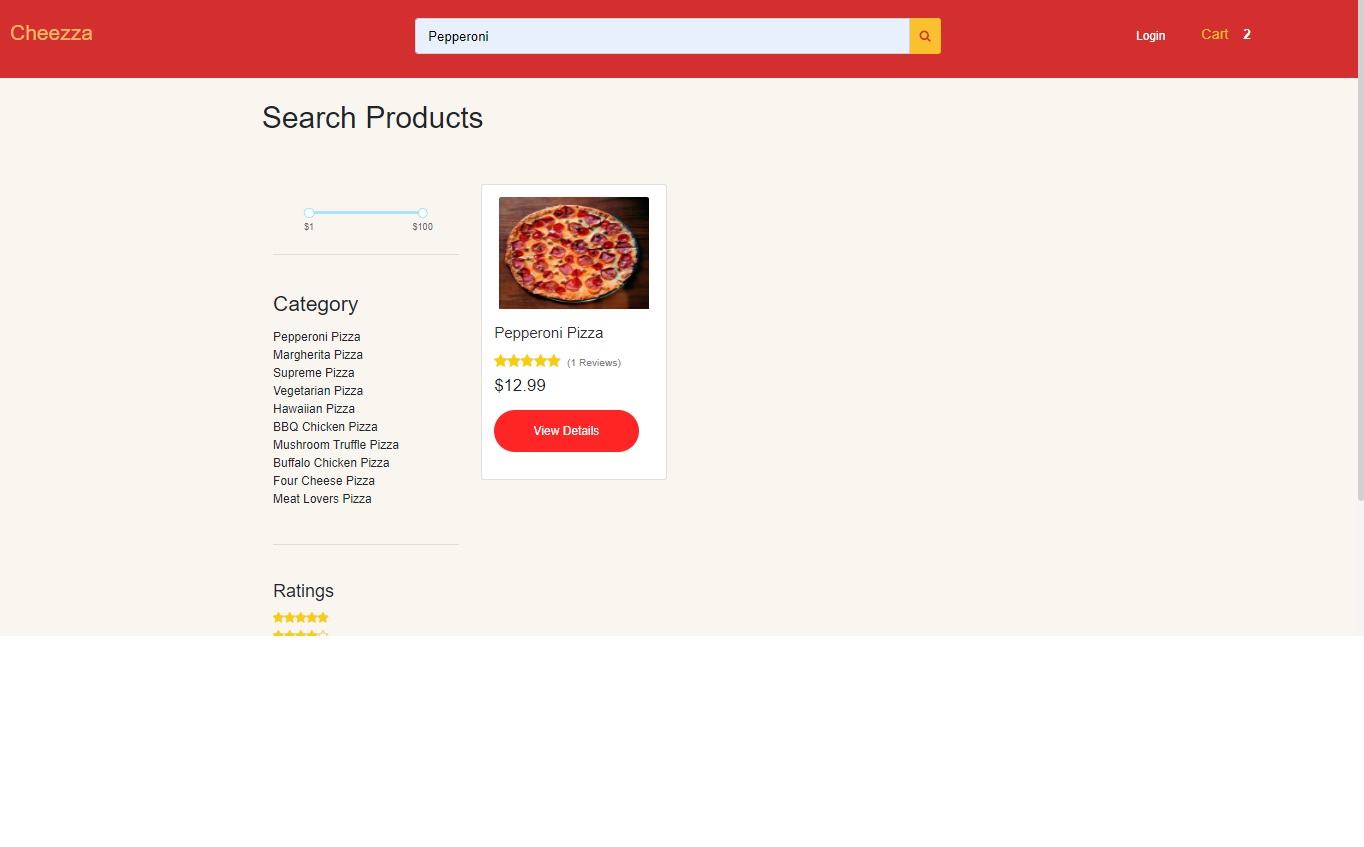 Cheezza
Pepperoni
Login
Cart 2
Search Products
$1 $100
Category
Pepperoni Pizza
Margherita Pizza
Supreme Pizza
Vegetarian Pizza
Hawaiian Pizza
BBQ Chicken Pizza
Mushroom Truffle Pizza
Buffalo Chicken Pizza
Four Cheese Pizza
Meat Lovers Pizza
Ratings
Pepperoni Pizza
(1 Reviews)
$12.99
View Details